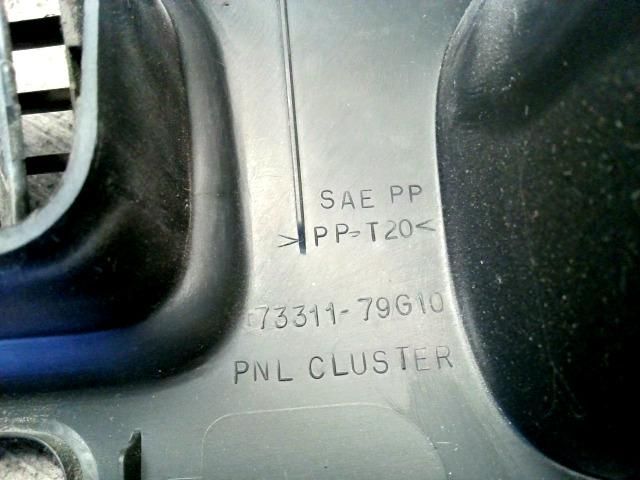 SAE PP
>PP-T20<
73311-79G10
PNL CLUSTER